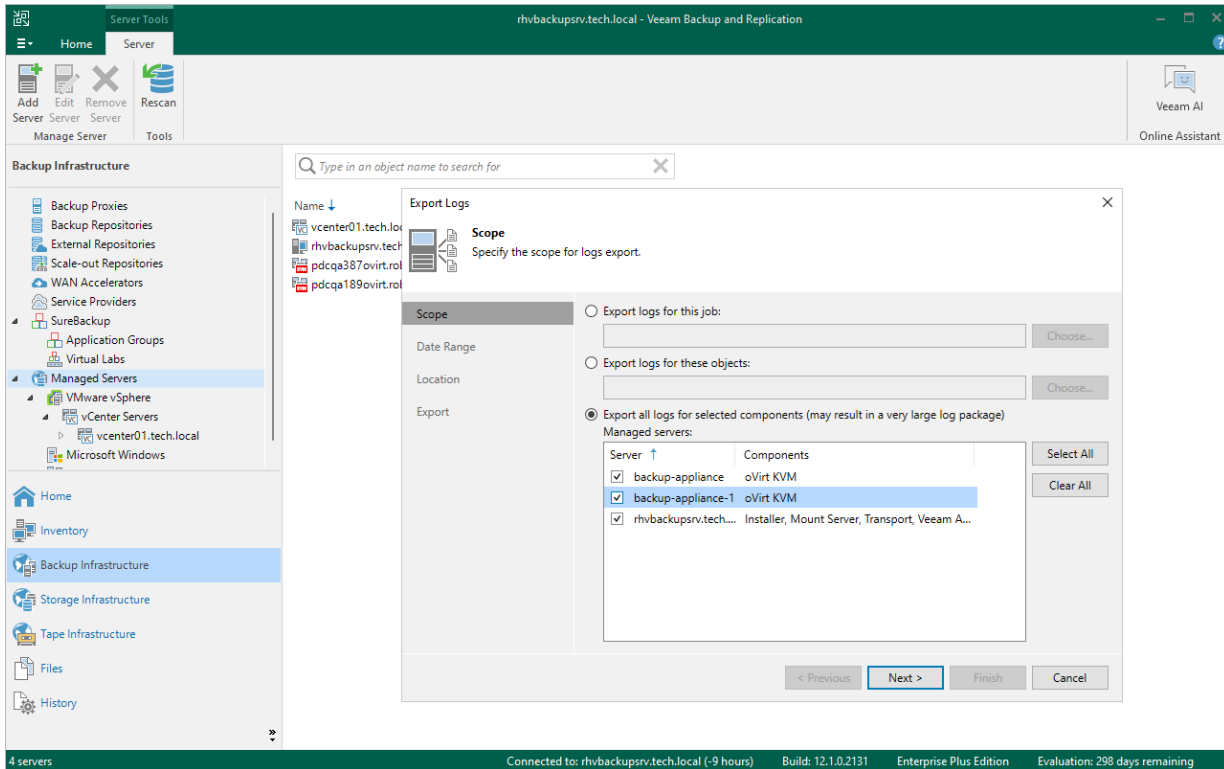 Server Tools
rhvbackupsrv.tech.local - Veeam Backup and Replication
Home Server
Add Server
Edit Server
Remove Server
Rescan
Manage Server
Tools
Veeam AI
Online Assistant
Backup Infrastructure
Backup Proxies
Backup Repositories
External Repositories
Scale-out Repositories
WAN Accelerators
Service Providers
SureBackup
Application Groups
Virtual Labs
Managed Servers
VMware vSphere
vCenter Servers
vcenter01.tech.local
Microsoft Windows
Home
Inventory
Backup Infrastructure
Storage Infrastructure
Tape Infrastructure
Files
History
Type in an object name to search for
Name
vcenter01.tech.loc
rhvbackupsrv.tech
pdcqa387ovirt.rol
pdcqa189ovirt.rol
Export Logs
Scope
Specify the scope for logs export.
Scope
Date Range
Location
Export
Export logs for this job:
Choose...
Export logs for these objects:
Choose...
Export all logs for selected components (may result in a very large log package)
Managed servers:
Server Components
backup-appliance oVirt KVM
backup-appliance-1 oVirt KVM
rhvbackupsrv.tech.... Installer, Mount Server, Transport, Veeam A...
Select All
Clear All
< Previous
Next >
Finish
Cancel
4 servers
Connected to: rhvbackupsrv.tech.local (-9 hours)
Build: 12.1.0.2131
Enterprise Plus Edition
Evaluation: 298 days remaining